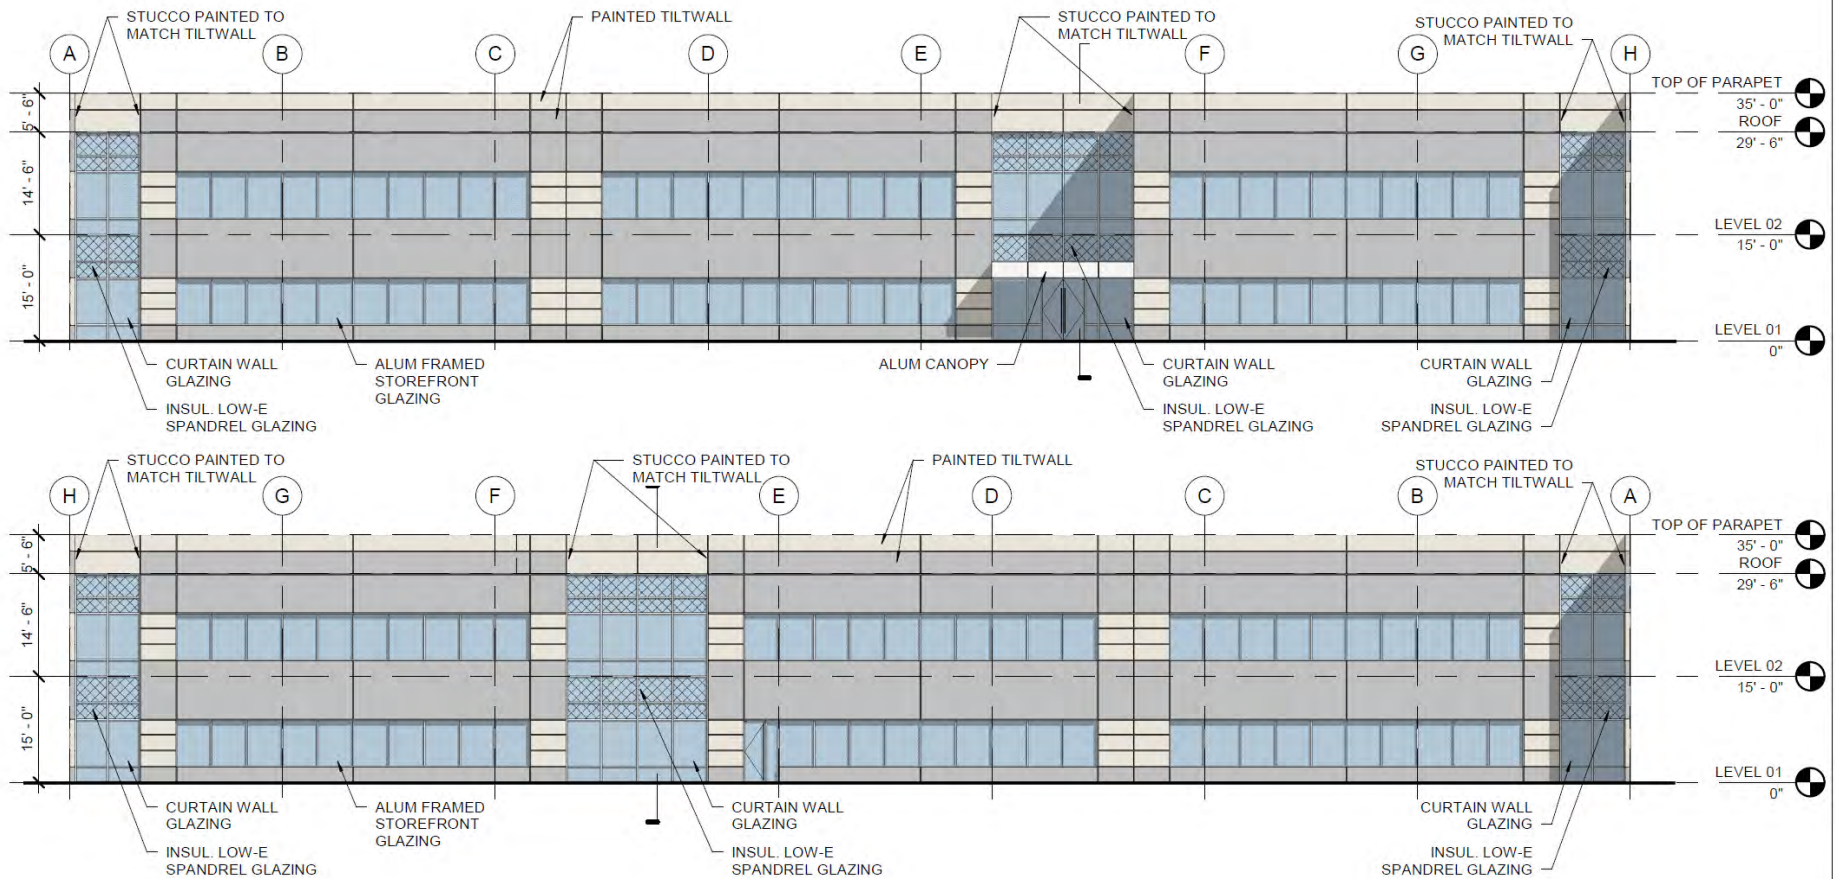 STUCCO PAINTED TO
MATCH TILTWALL
PAINTED TILTWALL
STUCCO PAINTED TO
MATCH TILTWALL
STUCCO PAINTED TO
MATCH TILTWALL
A
B
C
D
E
F
G
H
TOP OF PARAPET
35' - 0"
ROOF
29' - 6"
LEVEL 02
15' - 0"
LEVEL 01
0"
5' - 6"
14' - 6"
15' - 0"
CURTAIN WALL
GLAZING
INSUL. LOW-E
SPANDREL GLAZING
ALUM FRAMED
STOREFRONT
GLAZING
ALUM CANOPY
CURTAIN WALL
GLAZING
INSUL. LOW-E
SPANDREL GLAZING
CURTAIN WALL
GLAZING
INSUL. LOW-E
SPANDREL GLAZING
STUCCO PAINTED TO
MATCH TILTWALL
STUCCO PAINTED TO
MATCH TILTWALL
PAINTED TILTWALL
STUCCO PAINTED TO
MATCH TILTWALL
H
G
F
E
D
C
B
A
TOP OF PARAPET
35' - 0"
ROOF
29' - 6"
LEVEL 02
15' - 0"
LEVEL 01
0"
5' - 6"
14' - 6"
15' - 0"
CURTAIN WALL
GLAZING
INSUL. LOW-E
SPANDREL GLAZING
ALUM FRAMED
STOREFRONT
GLAZING
CURTAIN WALL
GLAZING
INSUL. LOW-E
SPANDREL GLAZING
CURTAIN WALL
GLAZING
INSUL. LOW-E
SPANDREL GLAZING